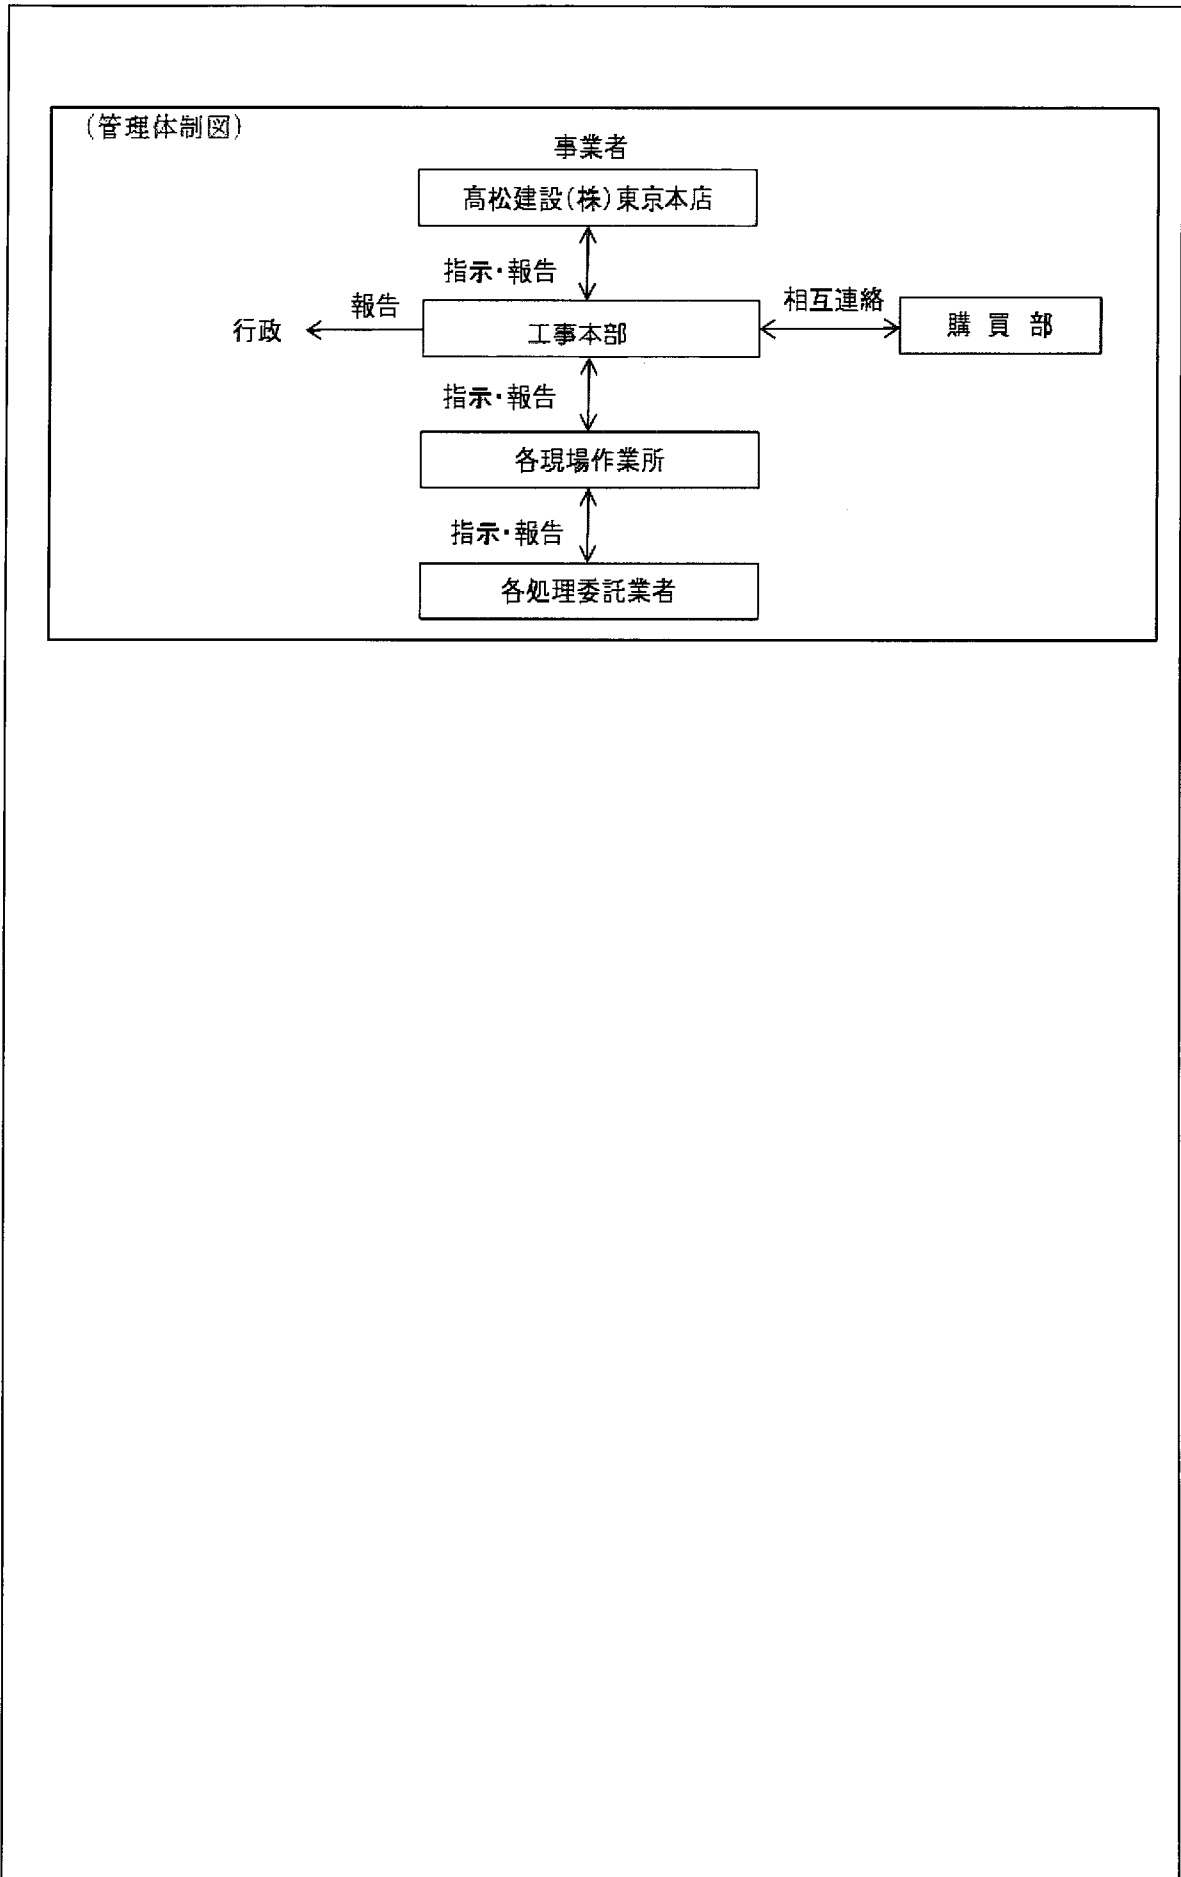 (管理体制図)
事業者
髙松建設(株)東京本店
指示・報告
報告
相互連絡
行政
工事本部
購買部
指示・報告
各現場作業所
指示・報告
各処理委託業者